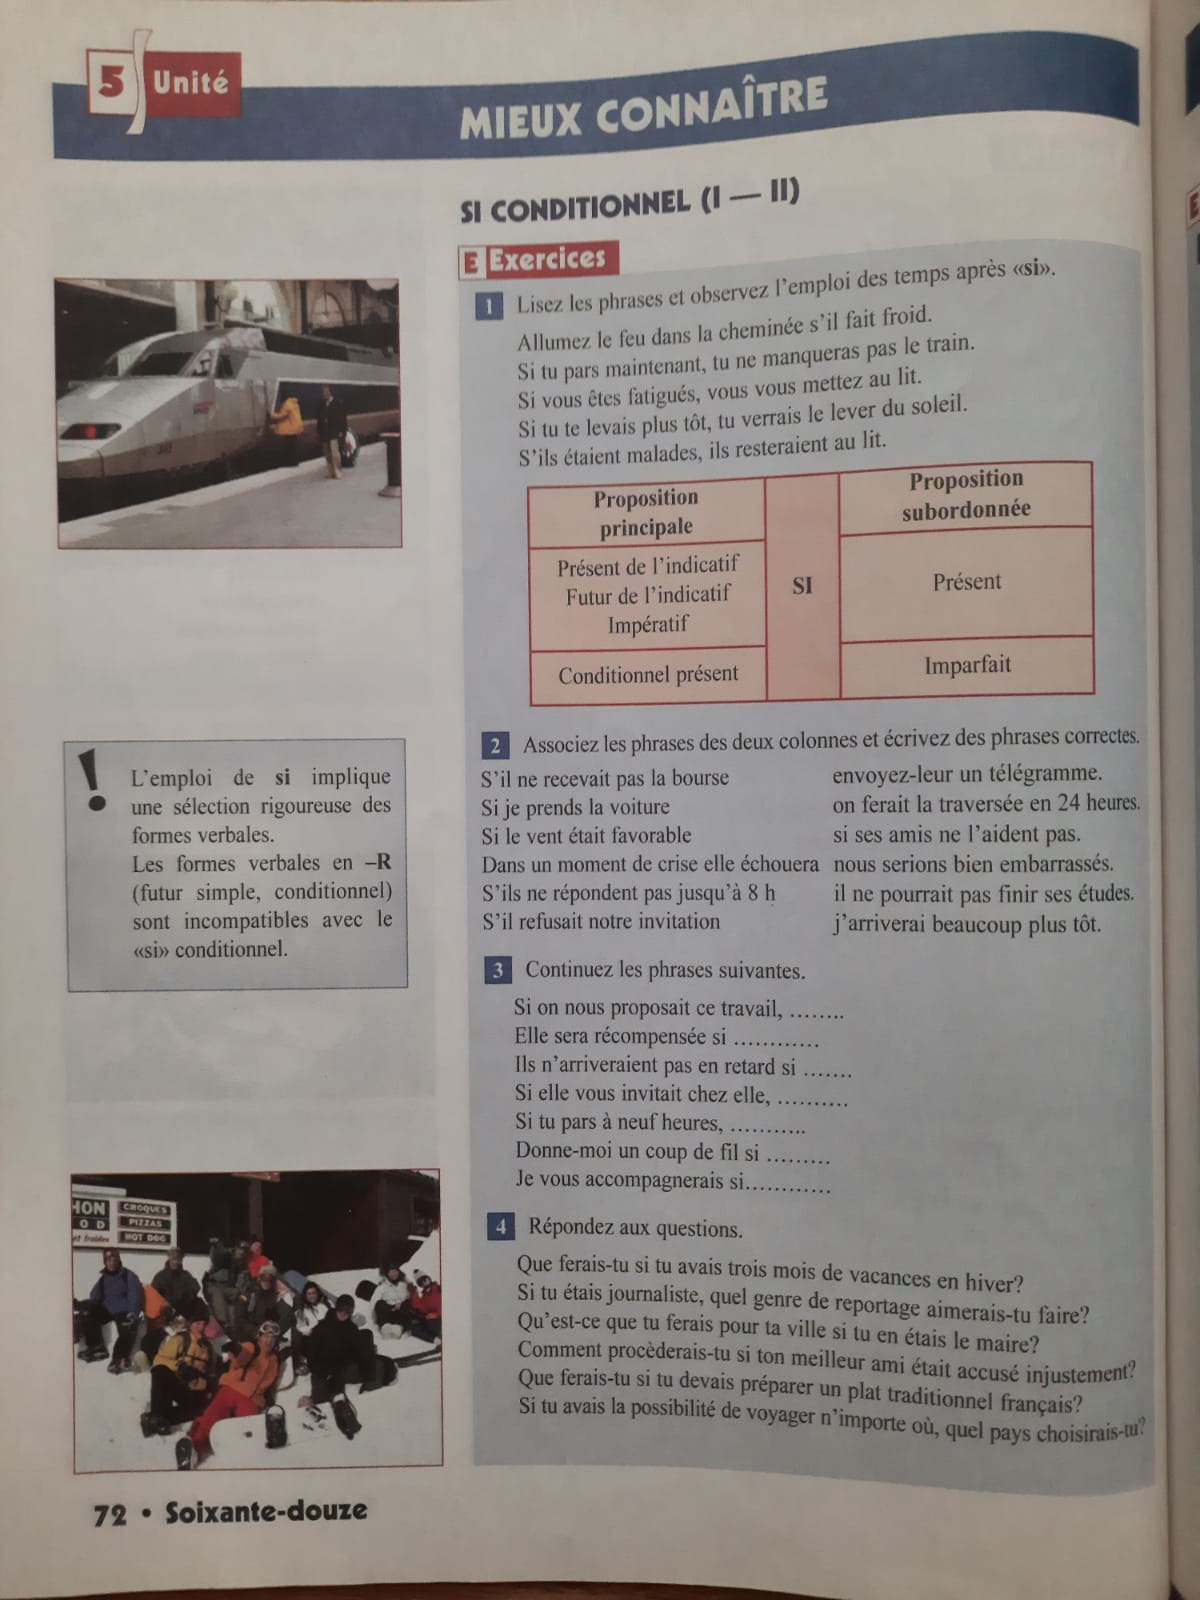 5 Unité
MIEUX CONNAÎTRE
SI CONDITIONNEL (I — II)
E Exercices
1 Lisez les phrases et observez l'emploi des temps après «si».
Allumez le feu dans la cheminée s'il fait froid.
Si tu pars maintenant, tu ne manqueras pas le train.
Si vous êtes fatigués, vous vous mettez au lit.
Si tu te levais plus tôt, tu verrais le lever du soleil.
S'ils étaient malades, ils resteraient au lit.
Proposition
principale
SI
Proposition
subordonnée
Présent de l'indicatif
Futur de l'indicatif
Impératif
Présent
Conditionnel présent
Imparfait
!
L'emploi de si implique
une sélection rigoureuse des
formes verbales.
Les formes verbales en –R
(futur simple, conditionnel)
sont incompatibles avec le
«si» conditionnel.
2 Associez les phrases des deux colonnes et écrivez des phrases correctes.
S'il ne recevait pas la bourse
Si je prends la voiture
Si le vent était favorable
Dans un moment de crise elle échouera
S'ils ne répondent pas jusqu'à 8 h
S'il refusait notre invitation
envoyez-leur un télégramme.
on ferait la traversée en 24 heures.
si ses amis ne l'aident pas.
nous serions bien embarrassés.
il ne pourrait pas finir ses études.
j'arriverai beaucoup plus tôt.
3 Continuez les phrases suivantes.
Si on nous proposait ce travail, ........
Elle sera récompensée si ............
Ils n'arriveraient pas en retard si .......
Si elle vous invitait chez elle, ..........
Si tu pars à neuf heures, ...........
Donne-moi un coup de fil si .........
Je vous accompagnerais si............
4 Répondez aux questions.
Que ferais-tu si tu avais trois mois de vacances en hiver?
Si tu étais journaliste, quel genre de reportage aimerais-tu faire?
Qu'est-ce que tu ferais pour ta ville si tu en étais le maire?
Comment procèderais-tu si ton meilleur ami était accusé injustement?
Que ferais-tu si tu devais préparer un plat traditionnel français?
Si tu avais la possibilité de voyager n'importe où, quel pays choisirais-tu?
CROQUES
PIZZAS
HOT DOG
72 • Soixante-douze